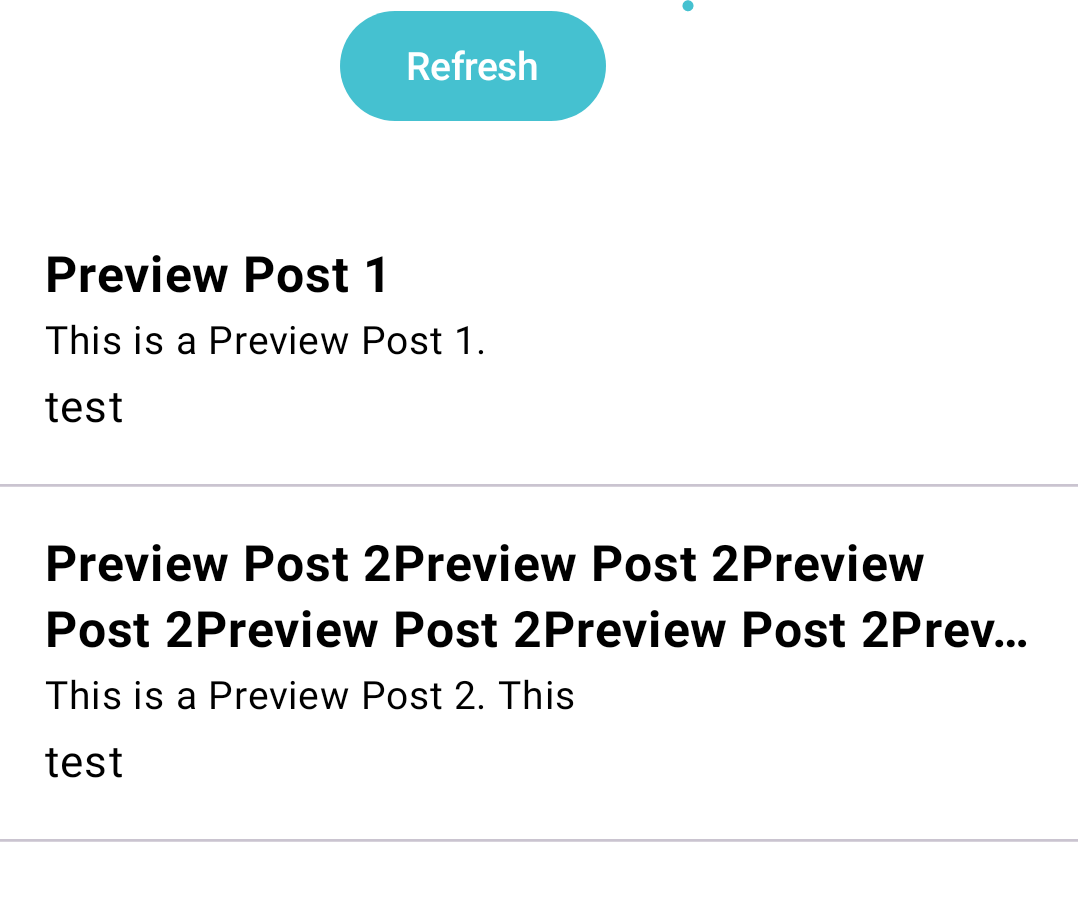 Refresh
Preview Post 1
This is a Preview Post 1.
test
Preview Post 2Preview Post 2Preview
Post 2Preview Post 2Preview Post 2Prev…
This is a Preview Post 2. This
test